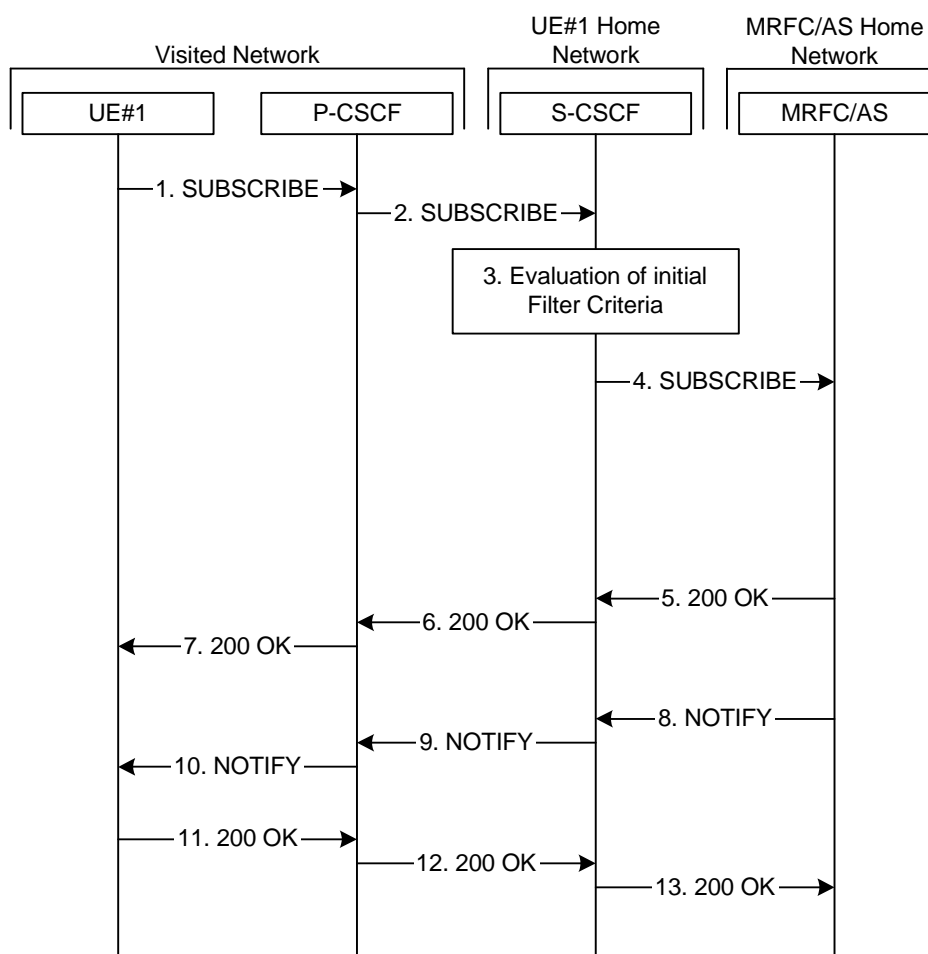 UE#1 Home
Network
MRFC/AS Home
Network
Visited Network
UE#1
P-CSCF
S-CSCF
MRFC/AS
1. SUBSCRIBE
2. SUBSCRIBE
3. Evaluation of initial
Filter Criteria
4. SUBSCRIBE
5. 200 OK
6. 200 OK
7. 200 OK
8. NOTIFY
9. NOTIFY
10. NOTIFY
11. 200 OK
12. 200 OK
13. 200 OK